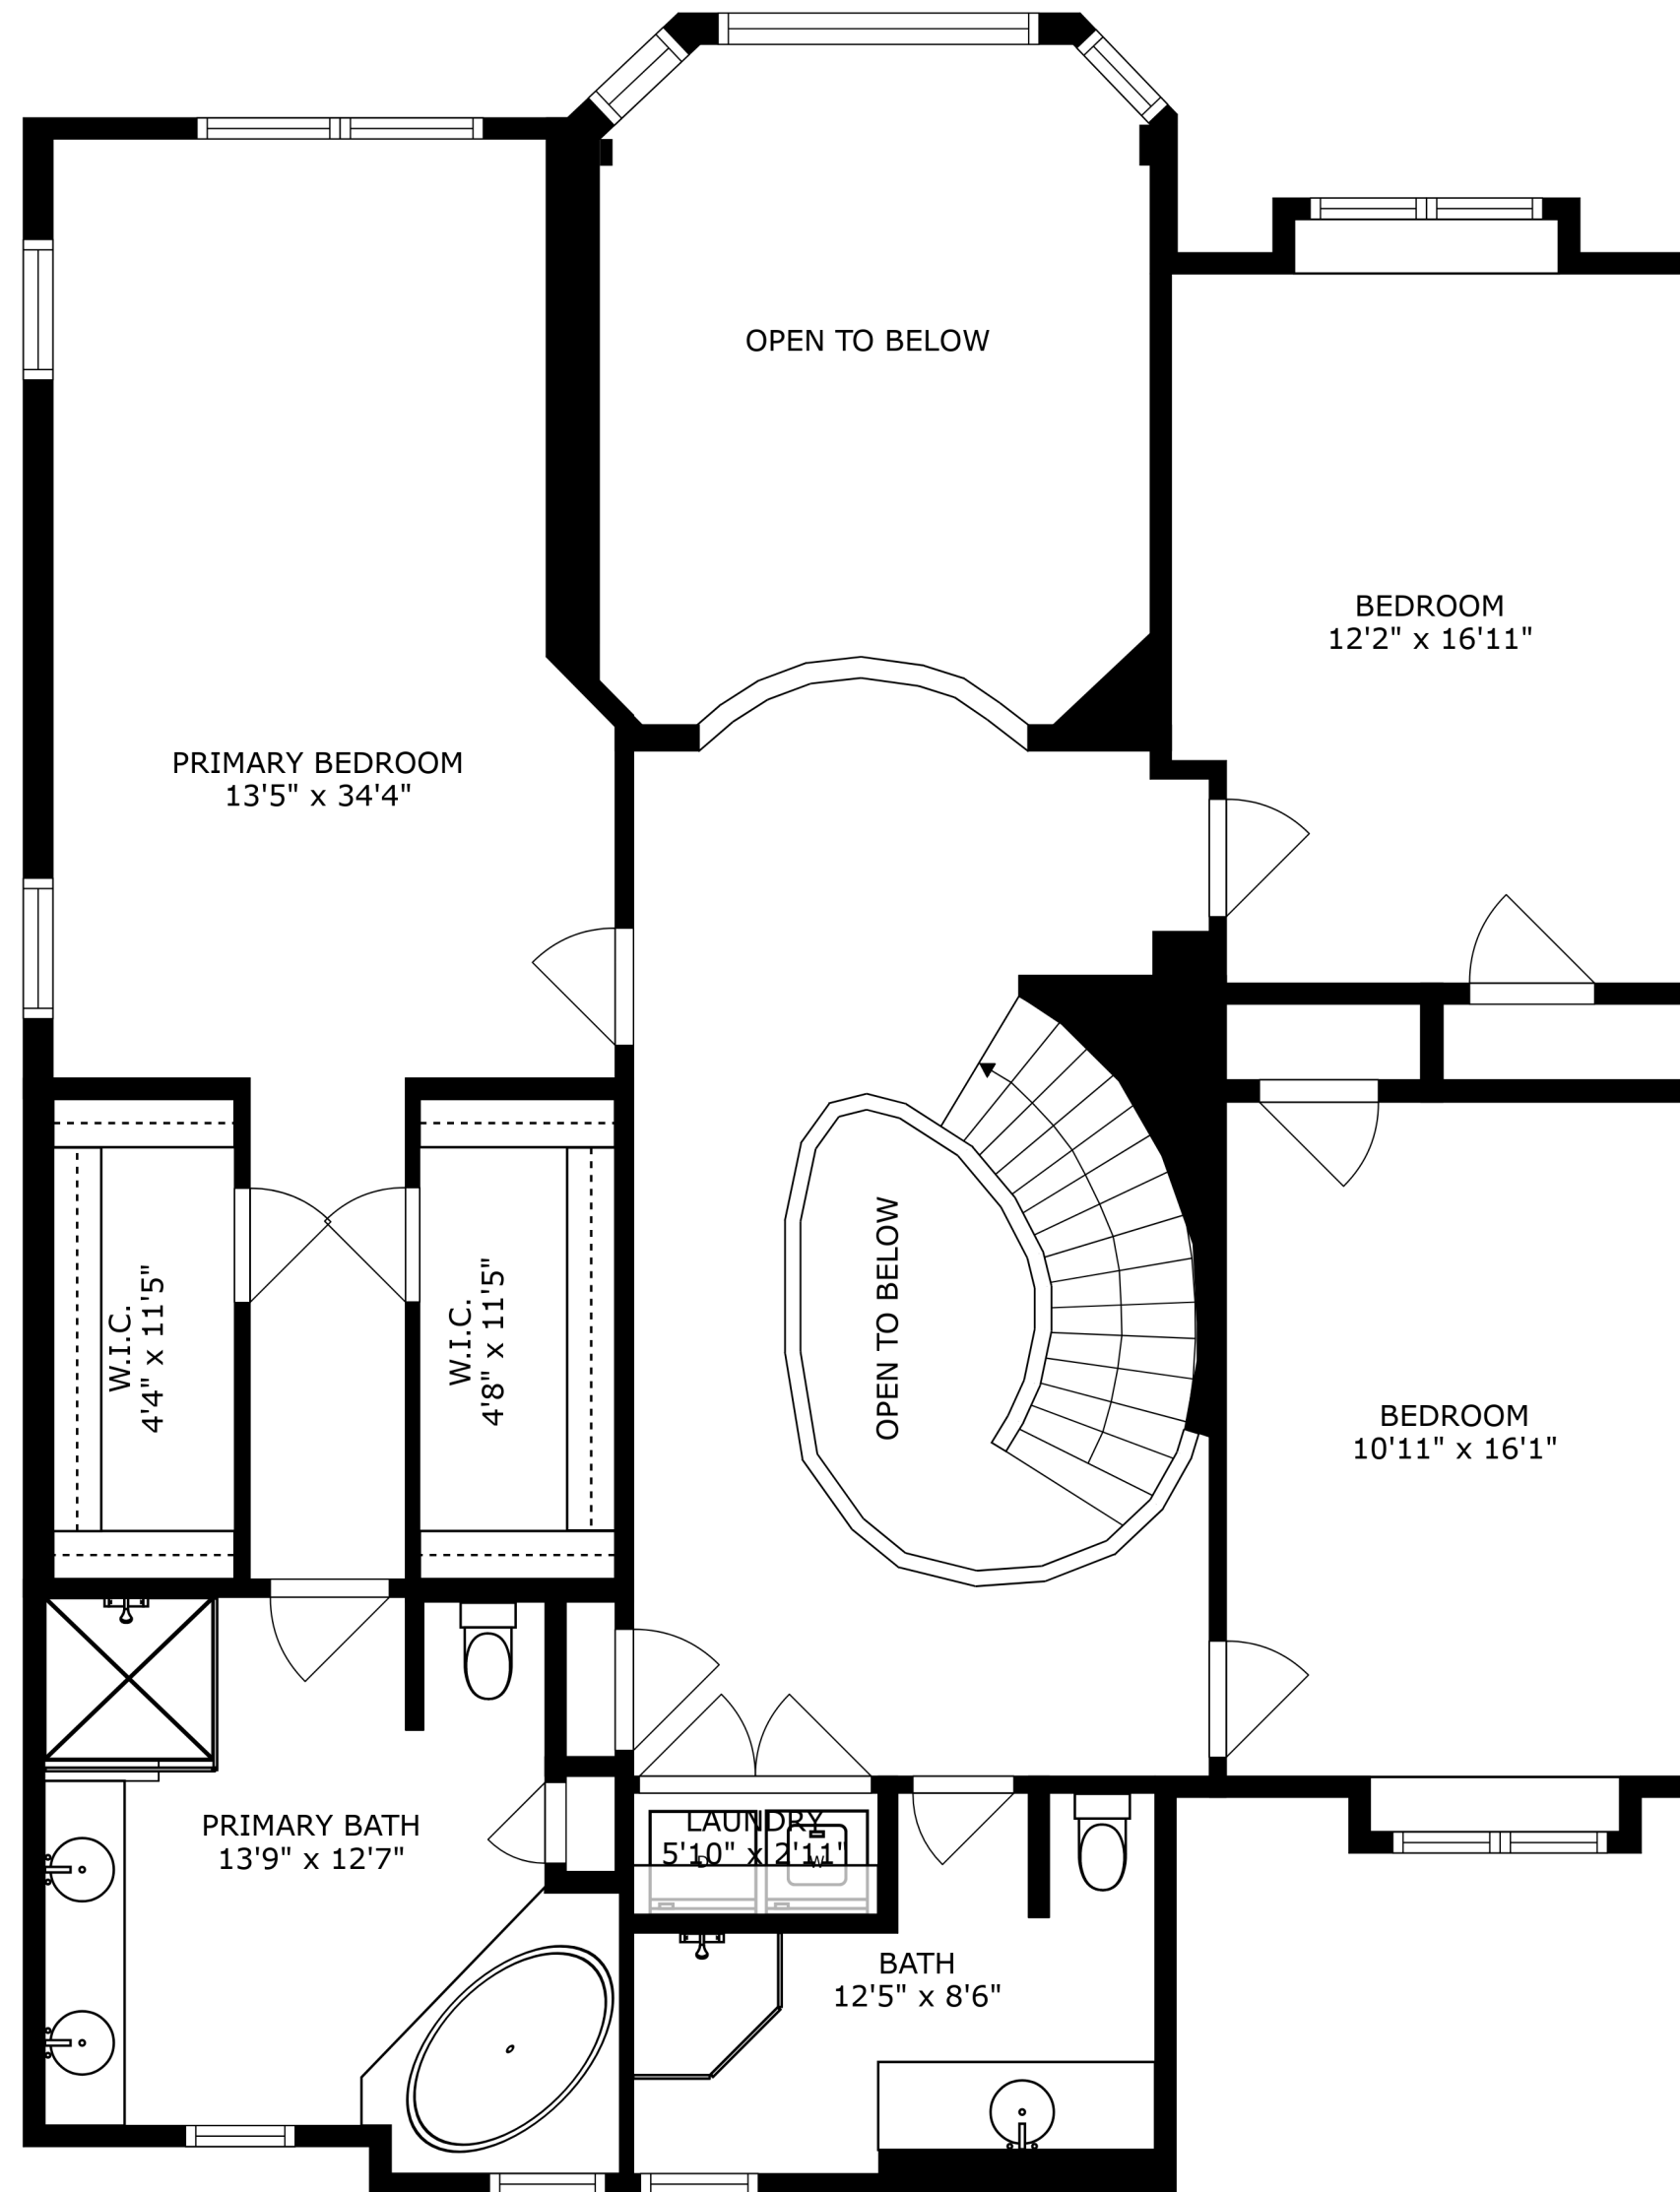 OPEN TO BELOW
BEDROOM
12'2" x 16'11"
PRIMARY BEDROOM
13'5" x 34'4"
W.I.C.
4'4" x 11'5"
W.I.C.
4'8" x 11'5"
OPEN TO BELOW
BEDROOM
10'11" x 16'1"
PRIMARY BATH
13'9" x 12'7"
LAUNDRY
5'10" x 2'11"
D
W
BATH
12'5" x 8'6"